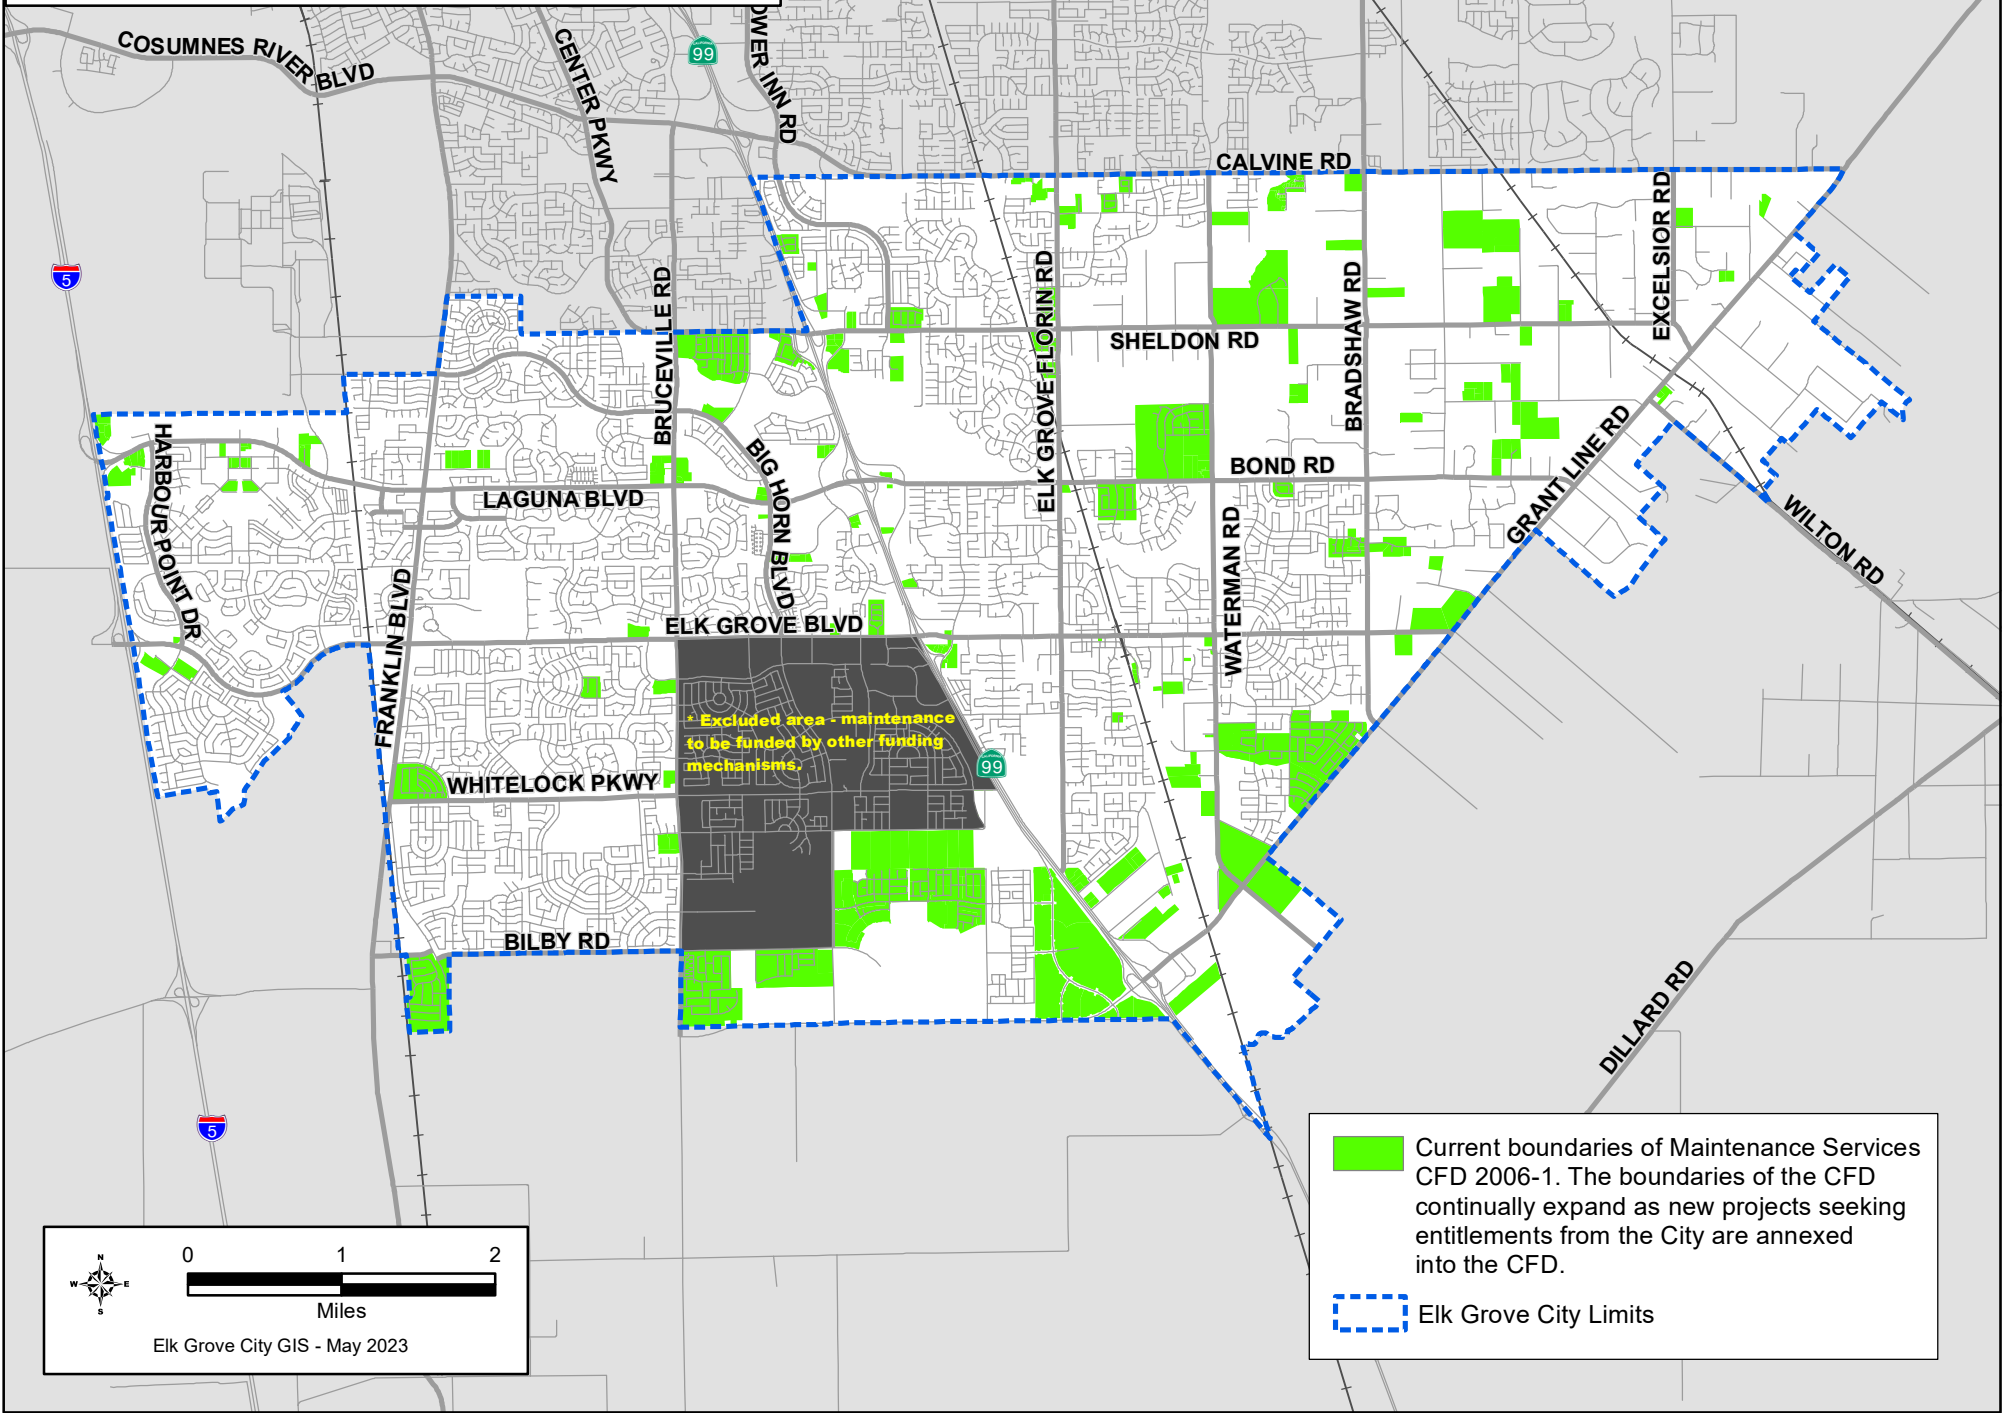 COSUMNES RIVER BLVD
CENTER PKWY
CALIFORNIA
99
OWER INN RD
CALVINE RD
EXCELSIOR RD
5
BRUCEVILLE RD
ELK GROVE FLORIN RD
BRADSHAW RD
SHELDON RD
HARBOUR POINT DR
BIG HORN BLVD
BOND RD
GRANT LINE RD
LAGUNA BLVD
WILTON RD
WATERMAN RD
FRANKLIN BLVD
ELK GROVE BLVD
* Excluded area - maintenance
to be funded by other funding
mechanisms.
99
WHITELOCK PKWY
BILBY RD
DILLARD RD
5
Current boundaries of Maintenance Services
CFD 2006-1. The boundaries of the CFD
continually expand as new projects seeking
entitlements from the City are annexed
into the CFD.
Elk Grove City Limits
N
W E
S
0 1 2
Miles
Elk Grove City GIS - May 2023